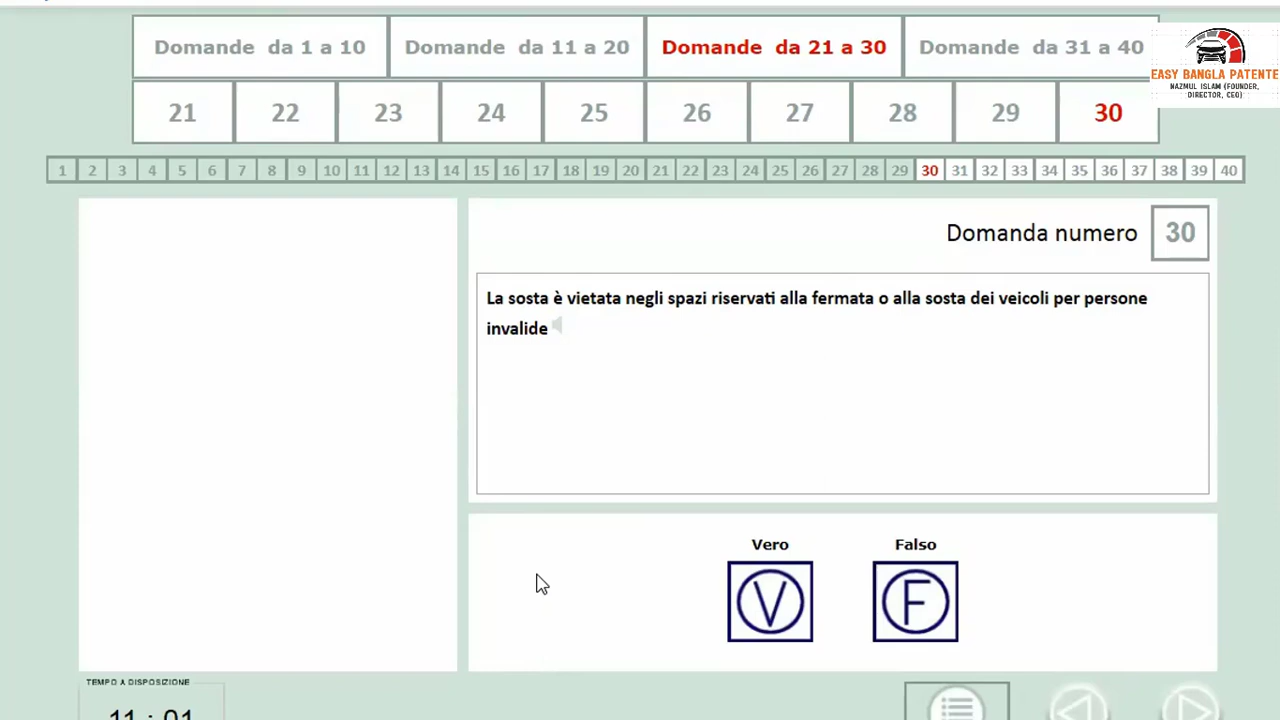 Domande da 1 a 10
Domande da 11 a 20
Domande da 21 a 30
Domande da 31 a 40
EASY BANGLA PATENTE
NAZMUL ISLAM (FOUNDER,
DIRECTOR, CEO)
21 22 23 24 25 26 27 28 29 30
1 2 3 4 5 6 7 8 9 10 11 12 13 14 15 16 17 18 19 20 21 22 23 24 25 26 27 28 29 30 31 32 33 34 35 36 37 38 39 40
Domanda numero 30
La sosta è vietata negli spazi riservati alla fermata o alla sosta dei veicoli per persone
invalide
Vero Falso
V F
TEMPO A DISPOSIZIONE
11 : 01